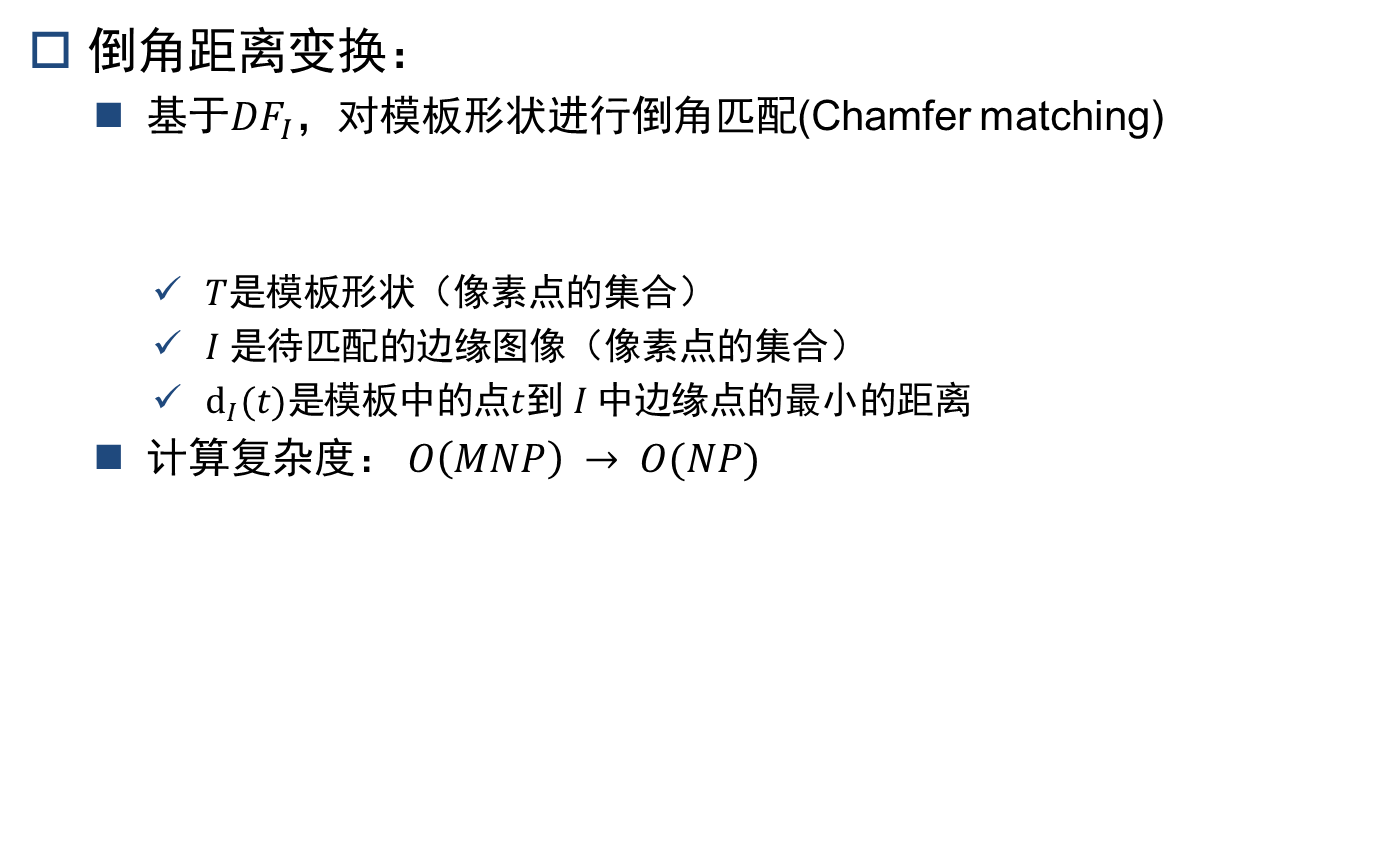 倒角距离变换：
基于DF_I，对模板形状进行倒角匹配(Chamfer matching)
T是模板形状（像素点的集合）
I 是待匹配的边缘图像（像素点的集合）
d_I(t)是模板中的点t到 I 中边缘点的最小的距离
计算复杂度： O(MNP) → O(NP)